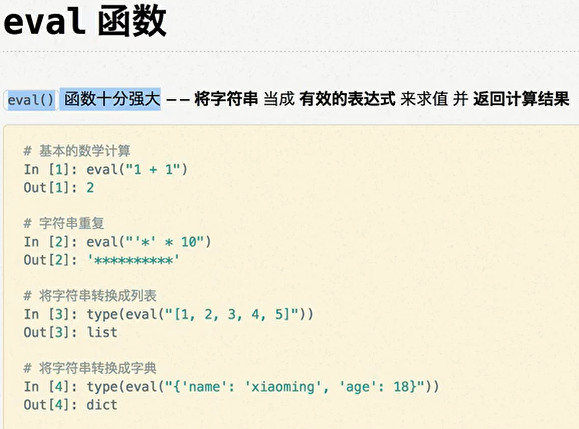 eval 函数
eval() 函数十分强大 —— 将字符串 当成 有效的表达式 来求值 并 返回计算结果
# 基本的数学计算
In [1]: eval("1 + 1")
Out[1]: 2
# 字符串重复
In [2]: eval("'*' * 10")
Out[2]: '**********'
# 将字符串转换成列表
In [3]: type(eval("[1, 2, 3, 4, 5]"))
Out[3]: list
# 将字符串转换成字典
In [4]: type(eval("{'name': 'xiaoming', 'age': 18}"))
Out[4]: dict